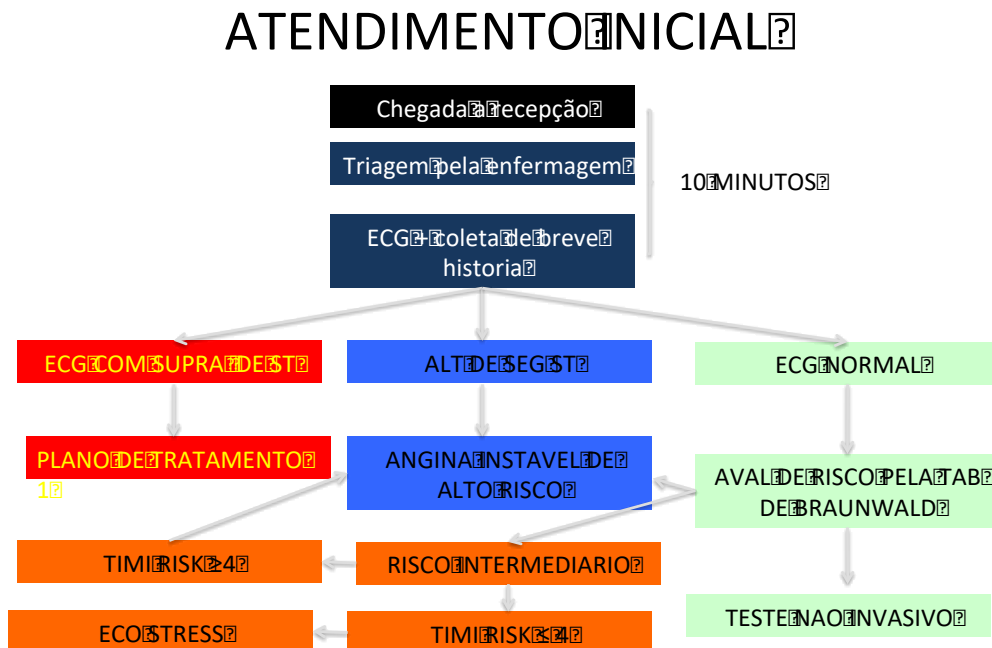 ATENDIMENTO INICIAL
Chegada a recepção
Triagem pela enfermagem
10 MINUTOS
ECG + coleta de breve
historia
ECG COM SUPRA DE ST
ALT DE SEG ST
ECG NORMAL
PLANO DE TRATAMENTO
1
ANGINA INSTAVEL DE
ALTO RISCO
AVAL DE RISCO PELA TAB
DE BRAUNWALD
TIMI RISK ≥4
RISCO INTERMEDIARIO
TESTE NAO INVASIVO
ECO STRESS
TIMI RISK ≤ 4